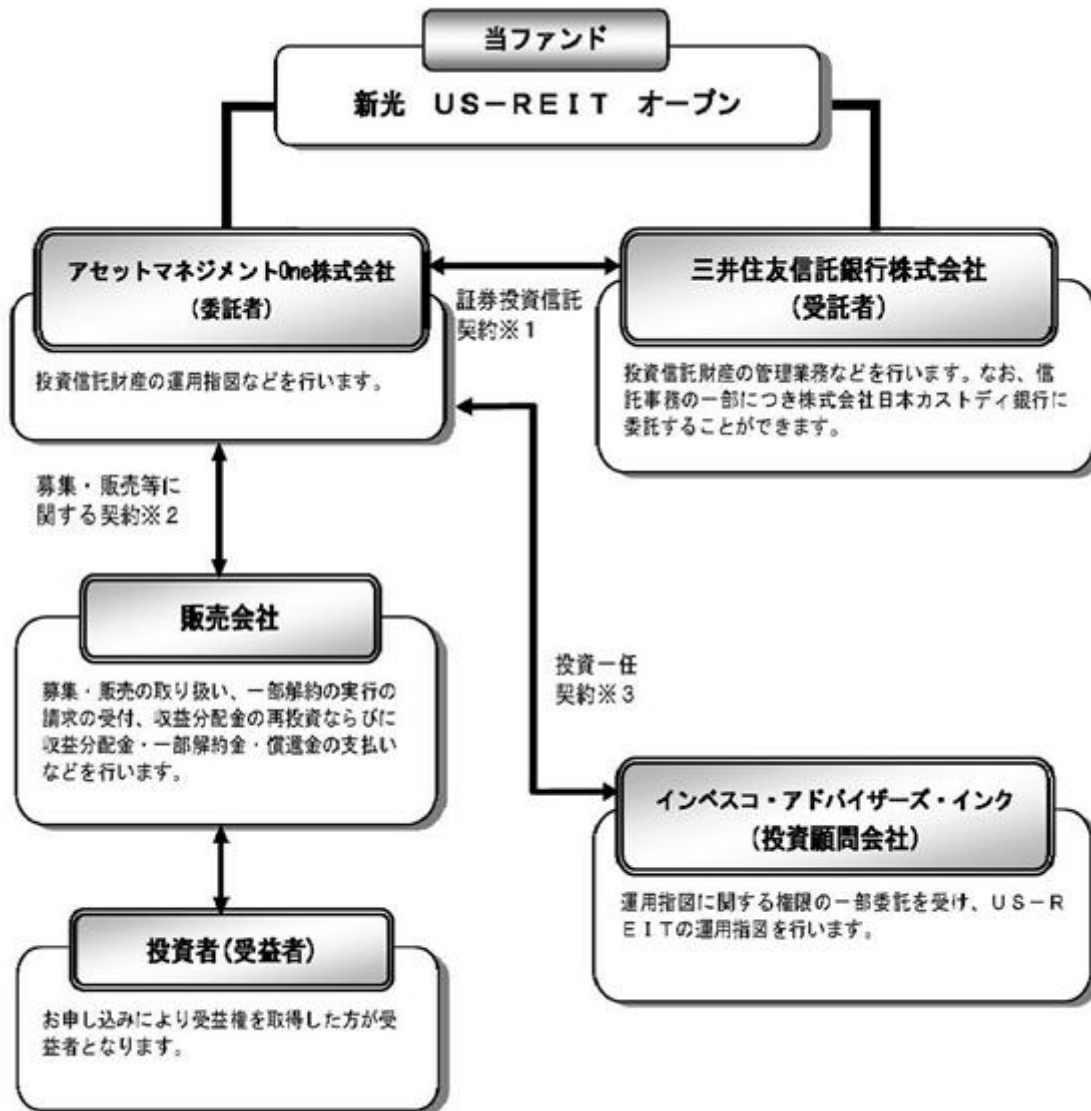 当ファンド
新光 US-REIT オープン
アセットマネジメントOne株式会社
(委託者)
投資信託財産の運用指図などを行います。
証券投資信託
契約※1
三井住友信託銀行株式会社
(受託者)
投資信託財産の管理業務などを行います。なお、信
託事務の一部につき株式会社日本カストディ銀行に
委託することができます。
募集・販売等に
関する契約※2
販売会社
募集・販売の取り扱い、一部解約の実行の
請求の受付、収益分配金の再投資ならびに
収益分配金・一部解約金・償還金の支払い
などを行います。
投資一任
契約※3
インベスコ・アドバイザーズ・インク
(投資顧問会社)
運用指図に関する権限の一部委託を受け、US-R
EITの運用指図を行います。
投資者(受益者)
お申し込みにより受益権を取得した方が受
益者となります。